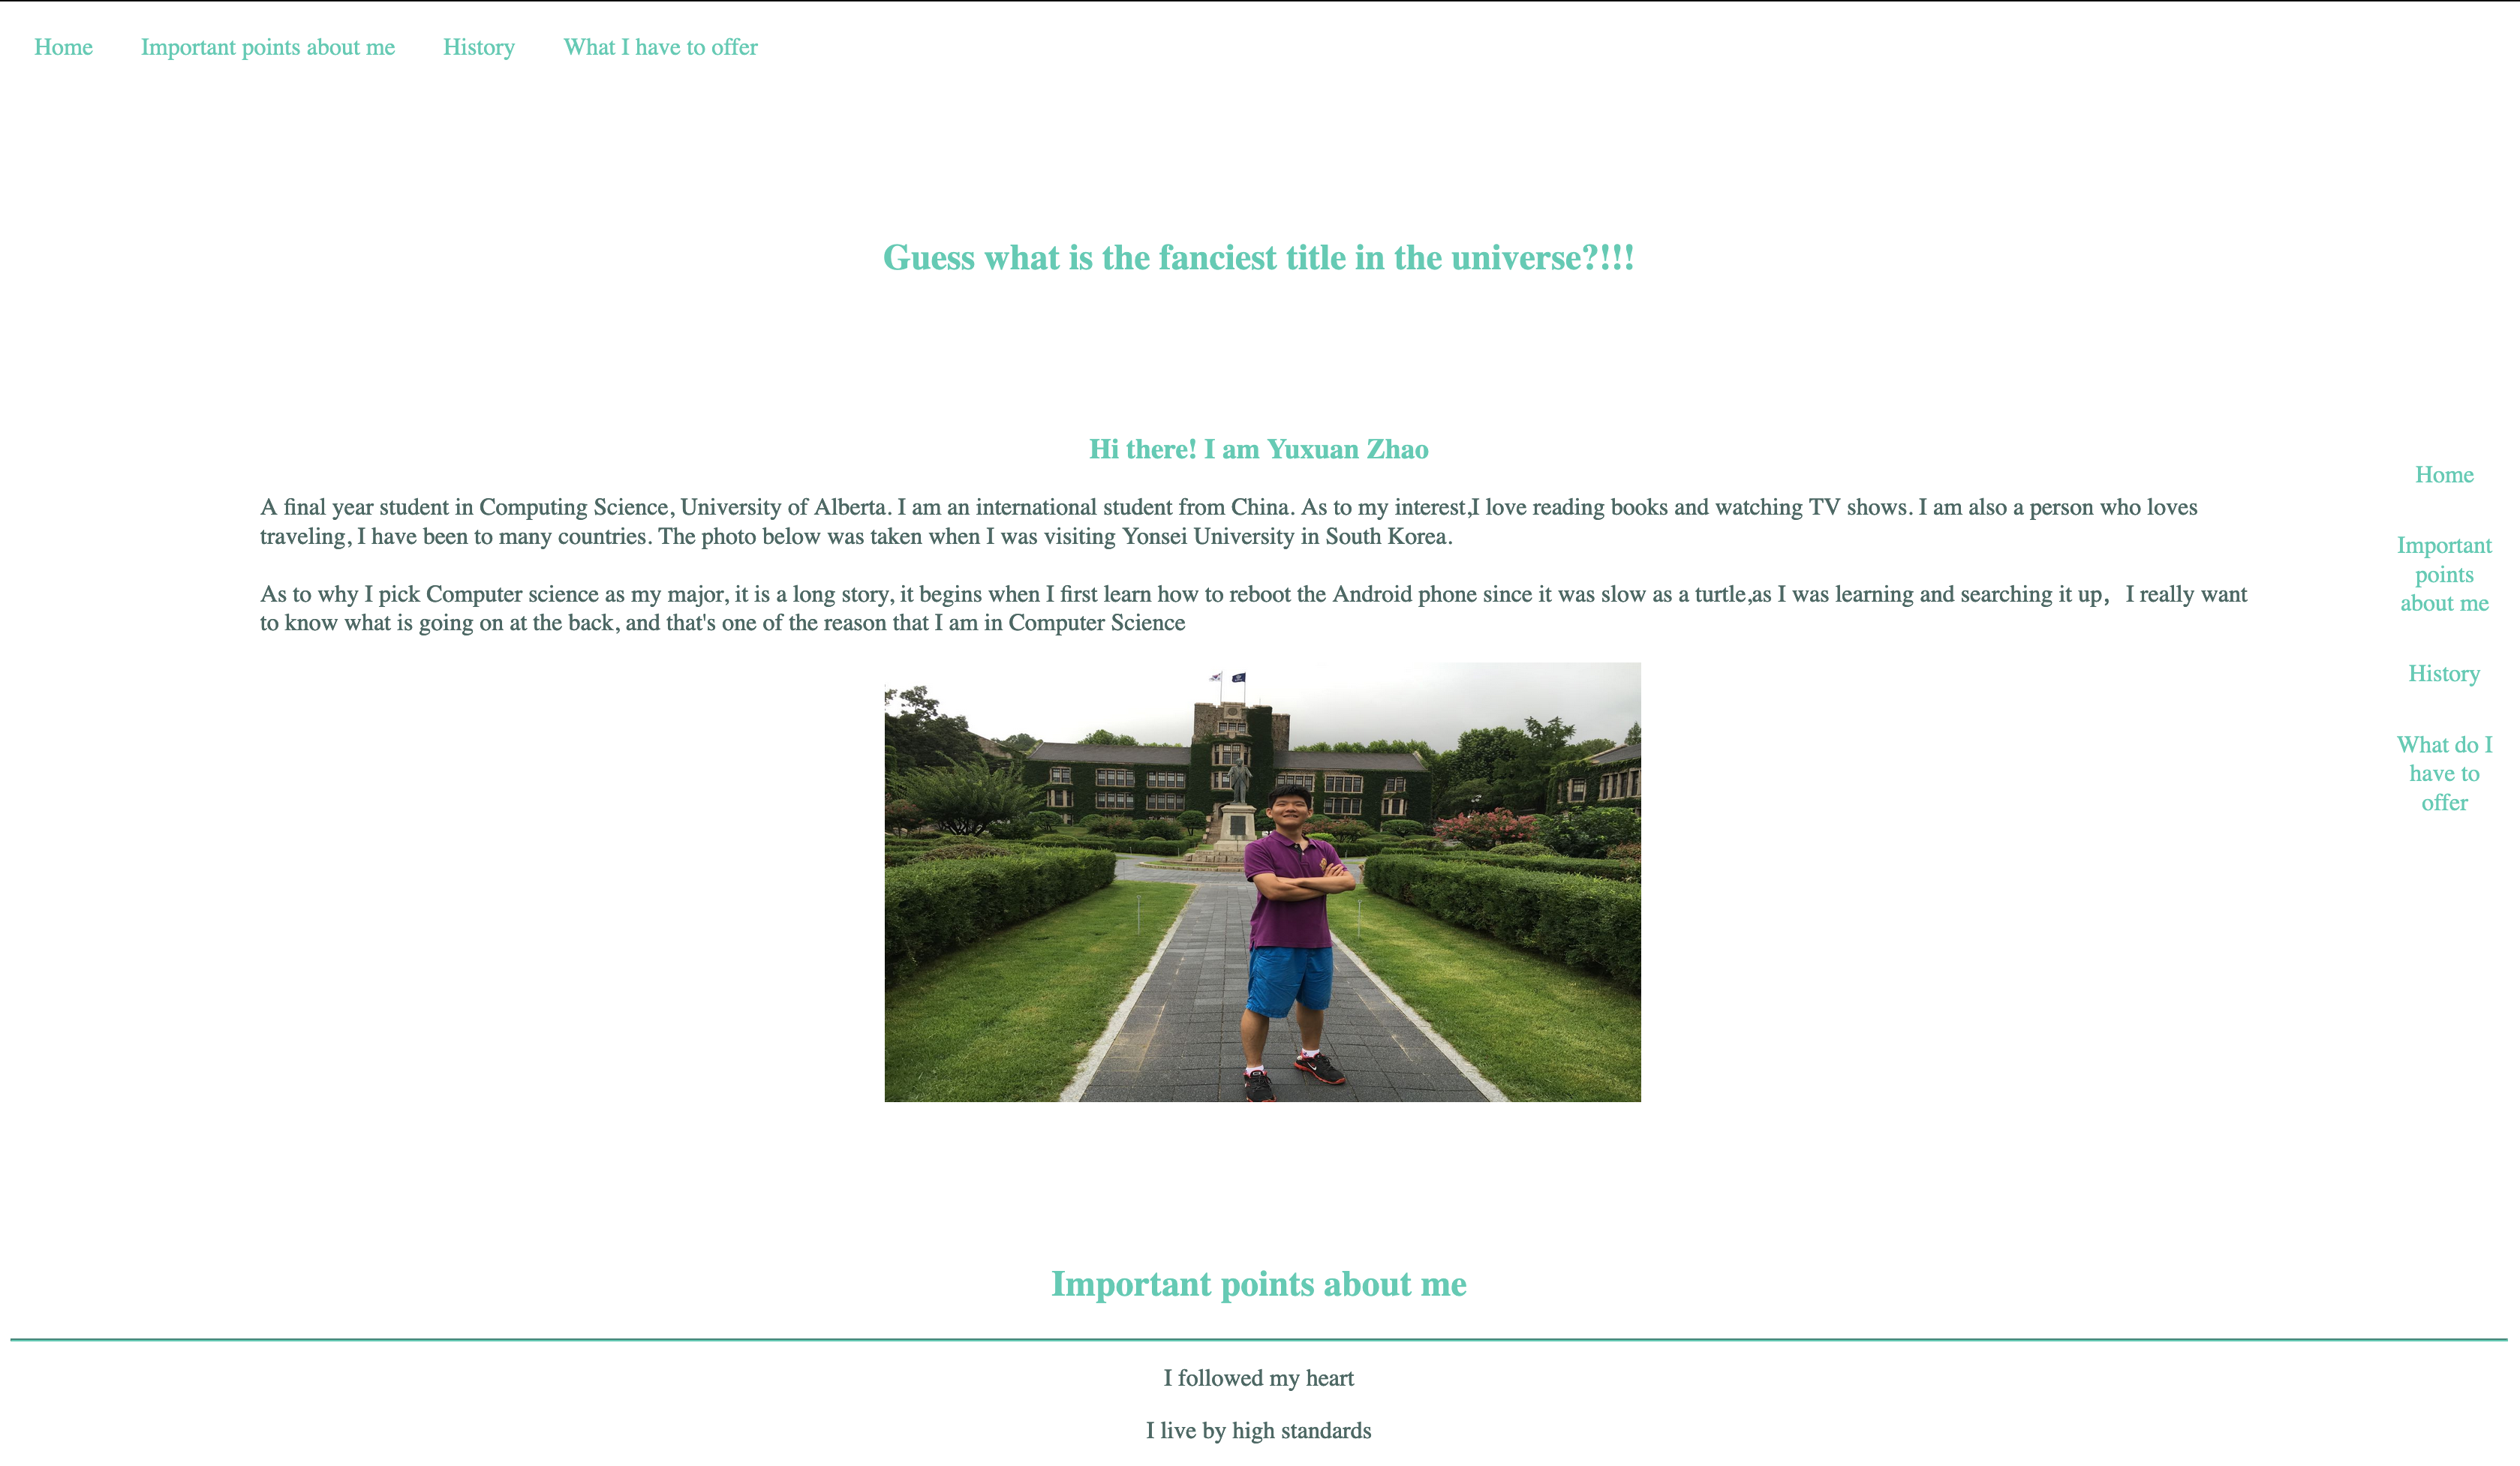 Home Important points about me History What I have to offer
Guess what is the fanciest title in the universe?!!!
Hi there! I am Yuxuan Zhao
A final year student in Computing Science, University of Alberta. I am an international student from China. As to my interest,I love reading books and watching TV shows. I am also a person who loves
traveling, I have been to many countries. The photo below was taken when I was visiting Yonsei University in South Korea.
As to why I pick Computer science as my major, it is a long story, it begins when I first learn how to reboot the Android phone since it was slow as a turtle,as I was learning and searching it up， I really want
to know what is going on at the back, and that's one of the reason that I am in Computer Science
Home
Important
points
about me
History
What do I
have to
offer
Important points about me
I followed my heart
I live by high standards